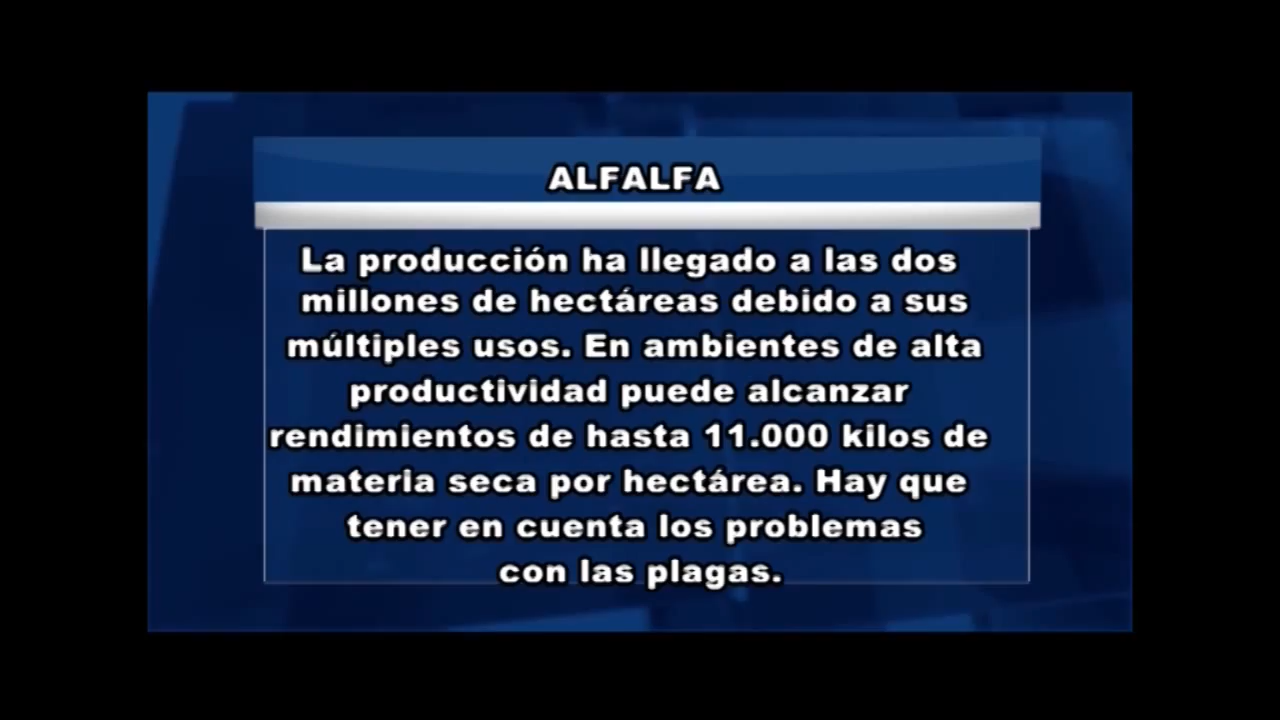 ALFALFA
La producción ha llegado a las dos
millones de hectáreas debido a sus
múltiples usos. En ambientes de alta
productividad puede alcanzar
rendimientos de hasta 11.000 kilos de
materia seca por hectárea. Hay que
tener en cuenta los problemas
con las plagas.